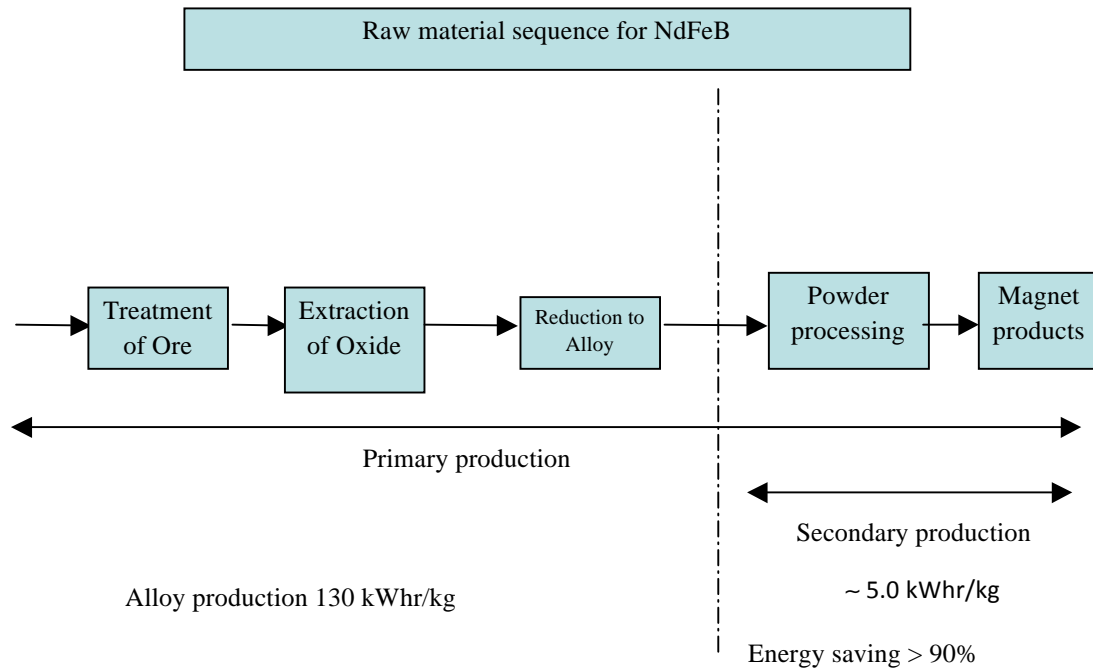 Raw material sequence for NdFeB
Treatment
of Ore
Extraction
of Oxide
Reduction to
Alloy
Powder
processing
Magnet
products
Primary production
Secondary production
Alloy production 130 kWhr/kg
~ 5.0 kWhr/kg
Energy saving > 90%